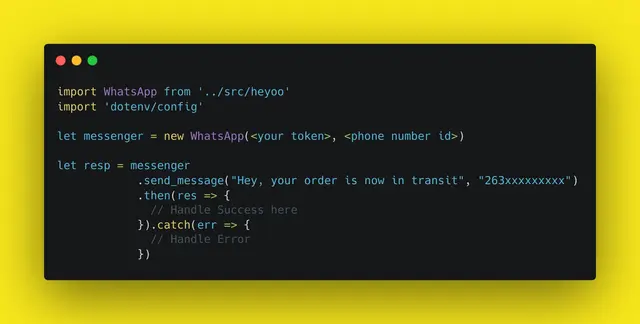 import WhatsApp from '../src/heyoo'
import 'dotenv/config'
let messenger = new WhatsApp(<your token>, <phone number id>)
let resp = messenger
.send_message("Hey, your order is now in transit", "263xxxxxxxxx")
.then(res => {
// Handle Success here
}).catch(err => {
// Handle Error
})